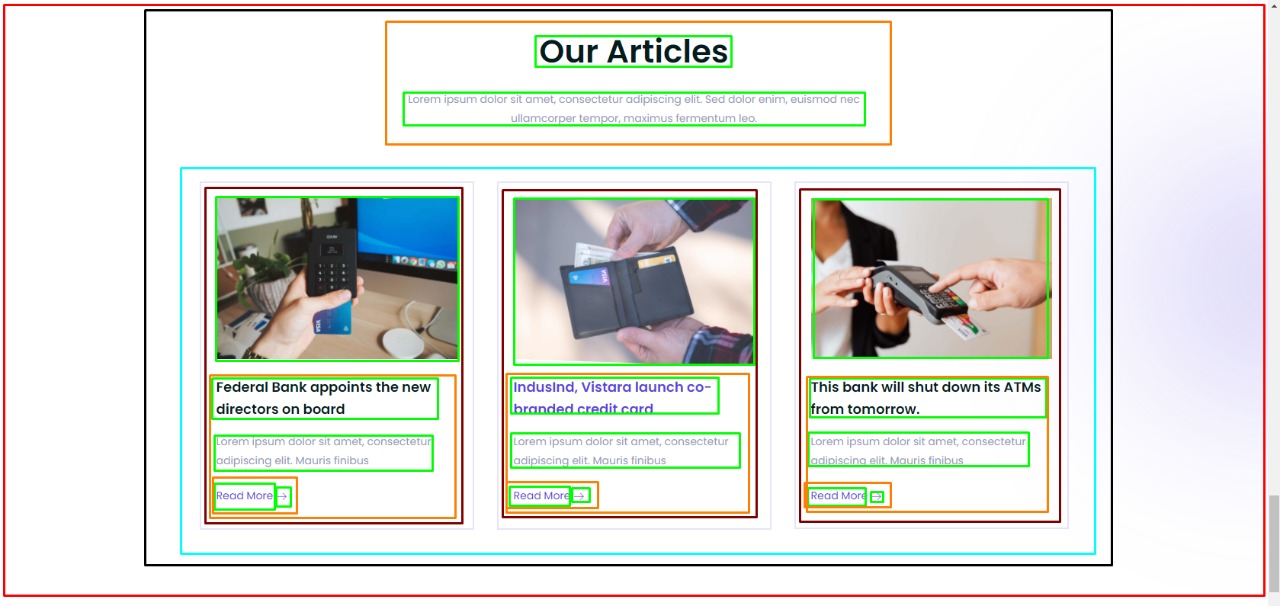 Our Articles
Lorem ipsum dolor sit amet, consectetur adipiscing elit. Sed dolor enim, euismod nec
ullamcorper tempor, maximus fermentum leo.
VISA
VISA
Federal Bank appoints the new
directors on board
Lorem ipsum dolor sit amet, consectetur
adipiscing elit. Mauris finibus
Read More →
IndusInd, Vistara launch co-
branded credit card
Lorem ipsum dolor sit amet, consectetur
adipiscing elit. Mauris finibus
Read More →
This bank will shut down its ATMs
from tomorrow.
Lorem ipsum dolor sit amet, consectetur
adipiscing elit. Mauris finibus
Read More →